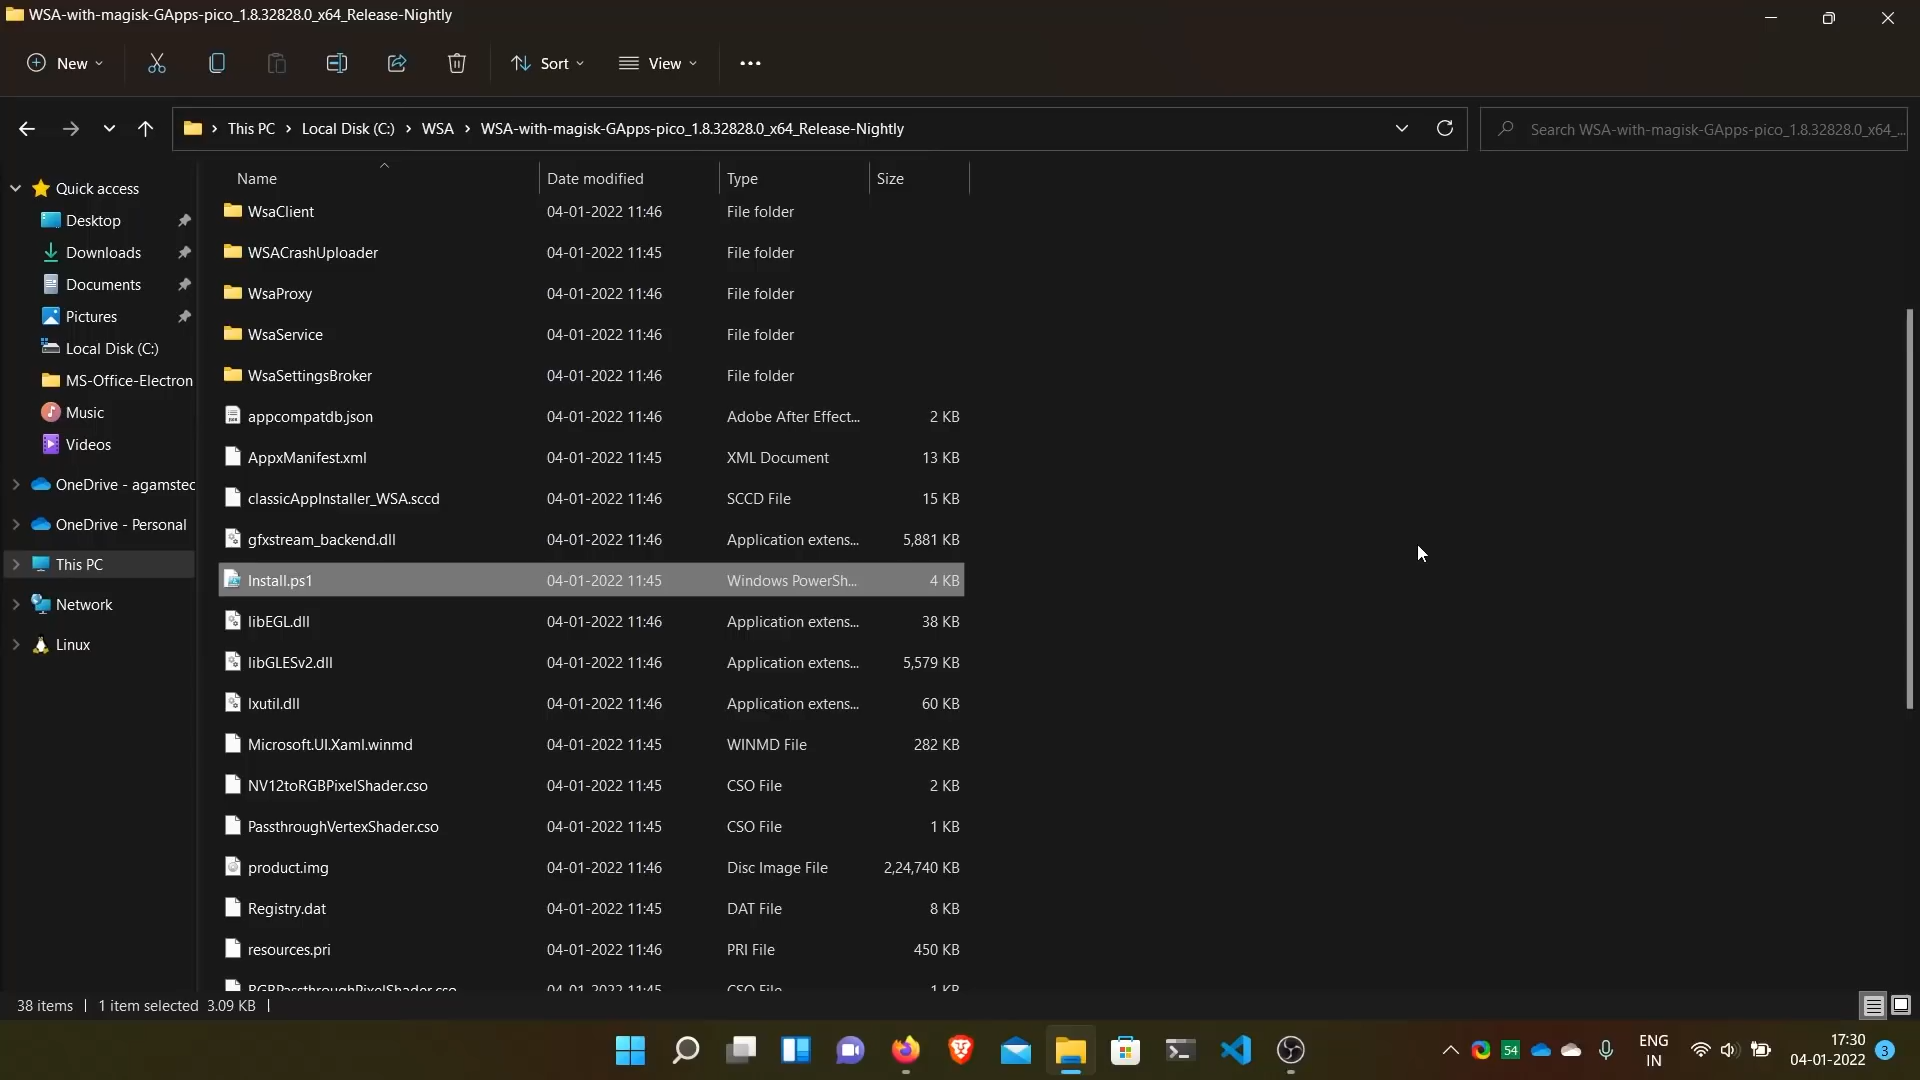 WSA-with-magisk-GApps-pico_1.8.32828.0_x64_Release-Nightly
New
Sort
View
This PC > Local Disk (C:) > WSA > WSA-with-magisk-GApps-pico_1.8.32828.0_x64_Release-Nightly
Search WSA-with-magisk-GApps-pico_1.8.32828.0_x64_...
Quick access
Desktop
Downloads
Documents
Pictures
Local Disk (C:)
MS-Office-Electron
Music
Videos
OneDrive - agamstec
OneDrive - Personal
This PC
Network
Linux
Name Date modified Type Size
WsaClient 04-01-2022 11:46 File folder
WSACrashUploader 04-01-2022 11:45 File folder
WsaProxy 04-01-2022 11:46 File folder
WsaService 04-01-2022 11:46 File folder
WsaSettingsBroker 04-01-2022 11:46 File folder
appcompatdb.json 04-01-2022 11:46 Adobe After Effect... 2 KB
AppxManifest.xml 04-01-2022 11:45 XML Document 13 KB
classicAppInstaller_WSA.sccd 04-01-2022 11:46 SCCD File 15 KB
gfxstream_backend.dll 04-01-2022 11:46 Application extens... 5,881 KB
Install.ps1 04-01-2022 11:45 Windows PowerSh... 4 KB
libEGL.dll 04-01-2022 11:46 Application extens... 38 KB
libGLESv2.dll 04-01-2022 11:46 Application extens... 5,579 KB
lxutil.dll 04-01-2022 11:46 Application extens... 60 KB
Microsoft.UI.Xaml.winmd 04-01-2022 11:45 WINMD File 282 KB
NV12toRGBPixelShader.cso 04-01-2022 11:45 CSO File 2 KB
PassthroughVertexShader.cso 04-01-2022 11:45 CSO File 1 KB
product.img 04-01-2022 11:46 Disc Image File 2,24,740 KB
Registry.dat 04-01-2022 11:45 DAT File 8 KB
resources.pri 04-01-2022 11:46 PRI File 450 KB
RGBPassthroughPixelShader.cso 04-01-2022 11:45 CSO File 1 KB
38 items | 1 item selected 3.09 KB |
54
ENG
IN
17:30
04-01-2022
3